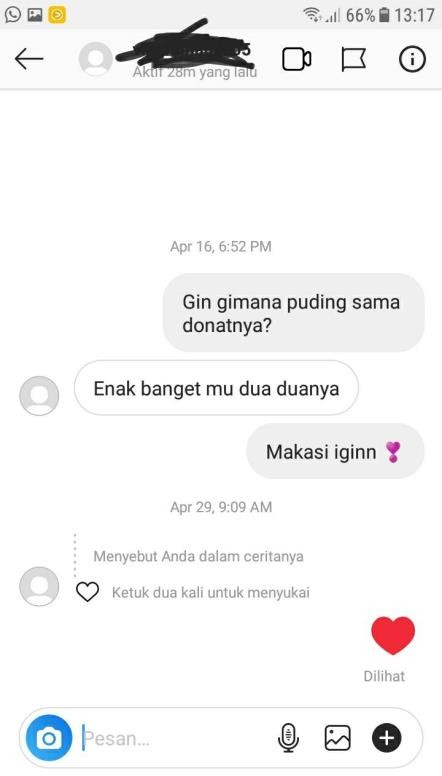 66% 13:17
Aktif 28m yang lalu
Apr 16, 6:52 PM
Gin gimana puding sama
donatnya?
Enak banget mu dua duanya
Makasi iginn
Apr 29, 9:09 AM
Menyebut Anda dalam ceritanya
Ketuk dua kali untuk menyukai
Dilihat
Pesan...